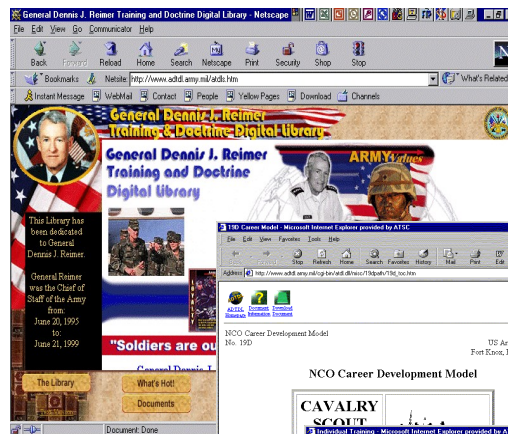 General Dennis J. Reimer Training and Doctrine Digital Library - Netscape
File Edit View Go Communicator Help
Back Forward Reload Home Search Netscape Print Security Shop Stop
Bookmarks Netsite: http://www.adtdl.army.mil/atdls.htm What's Related
Instant Message WebMail Contact People Yellow Pages Download Channels
General Dennis J. Reimer
Training & Doctrine Digital Library
General Dennis J. Reimer
Training and Doctrine
Digital Library
ARMY Values
This Library has
been dedicated
to General
Dennis J. Reimer.
General Reimer
was the Chief of
Staff of the Army
from:
June 20, 1995
to:
June 21, 1999
LOYALTY
"Soldiers are ou
General Dennis J.
The Library
What's Hot!
Documents
Document: Done
19D Career Model - Microsoft Internet Explorer provided by ATSC
File Edit View Favorites Tools Help
Stop Refresh Home Search Favorites History Mail Print Edit
Address http://www.adtdl.army.mil/cgi-bin/atdl.dll/misc/19dpath/19d_toc.htm
ADTDL Homepage
Document Information
Download Document
NCO Career Development Model
No. 19D
US Ar
Fort Knox,
NCO Career Development Model
CAVALRY
SCOUT
Individual Training - Microsoft Internet Explorer provided by A